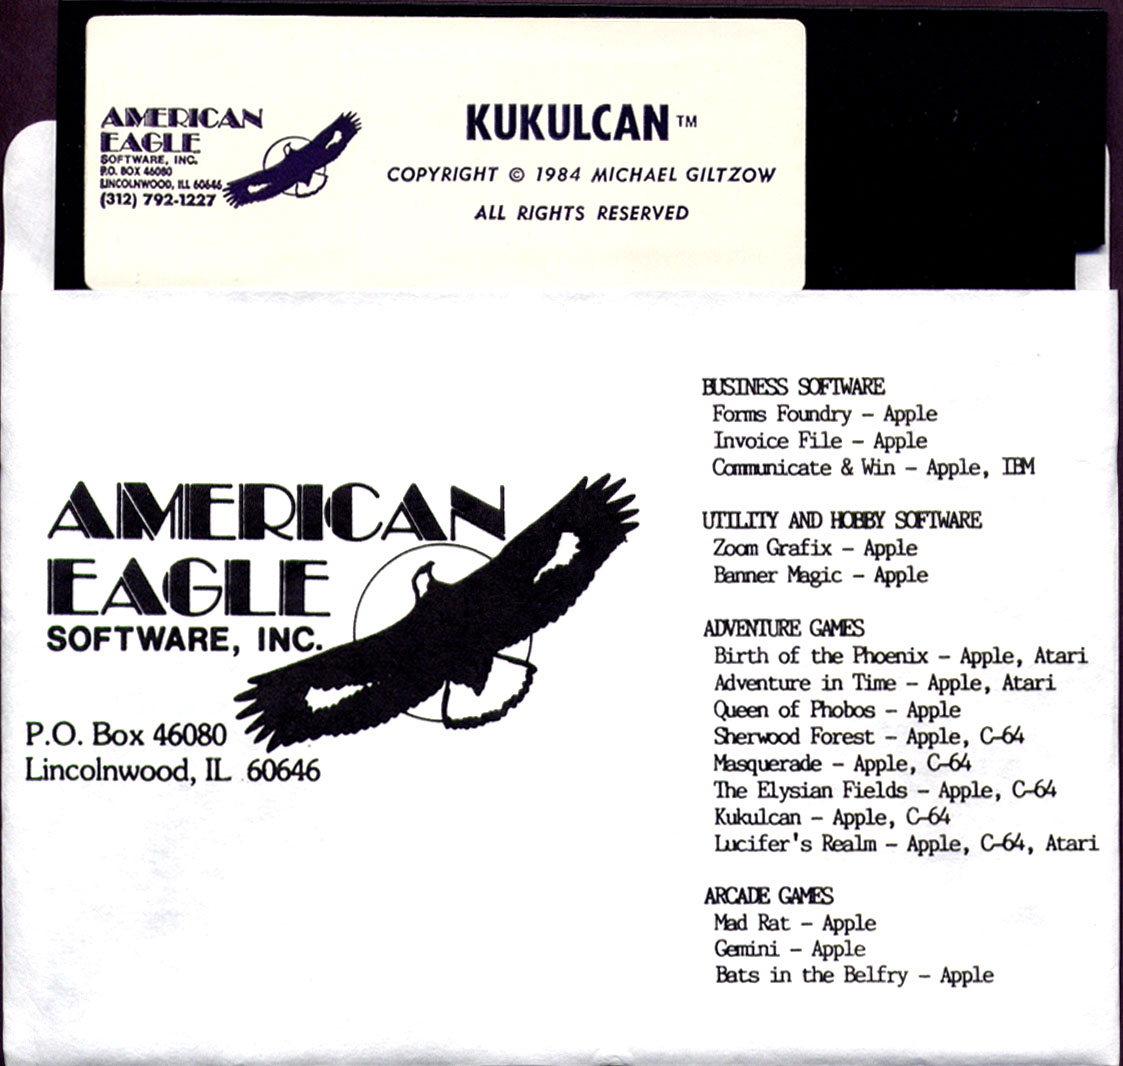 AMERICAN
EAGLE
SOFTWARE, INC.
P.O. BOX 46080
LINCOLNWOOD, ILL 60646
(312) 792-1227
KUKULCAN™
COPYRIGHT © 1984 MICHAEL GILTZOW
ALL RIGHTS RESERVED
AMERICAN
EAGLE
SOFTWARE, INC.
P.O. Box 46080
Lincolnwood, IL 60646
BUSINESS SOFTWARE
Forms Foundry - Apple
Invoice File - Apple
Communicate & Win - Apple, IBM
UTILITY AND HOBBY SOFTWARE
Zoom Grafix - Apple
Banner Magic - Apple
ADVENTURE GAMES
Birth of the Phoenix - Apple, Atari
Adventure in Time - Apple, Atari
Queen of Phobos - Apple
Sherwood Forest - Apple, C-64
Masquerade - Apple, C-64
The Elysian Fields - Apple, C-64
Kukulcan - Apple, C-64
Lucifer's Realm - Apple, C-64, Atari
ARCADE GAMES
Mad Rat - Apple
Gemini - Apple
Bats in the Belfry - Apple